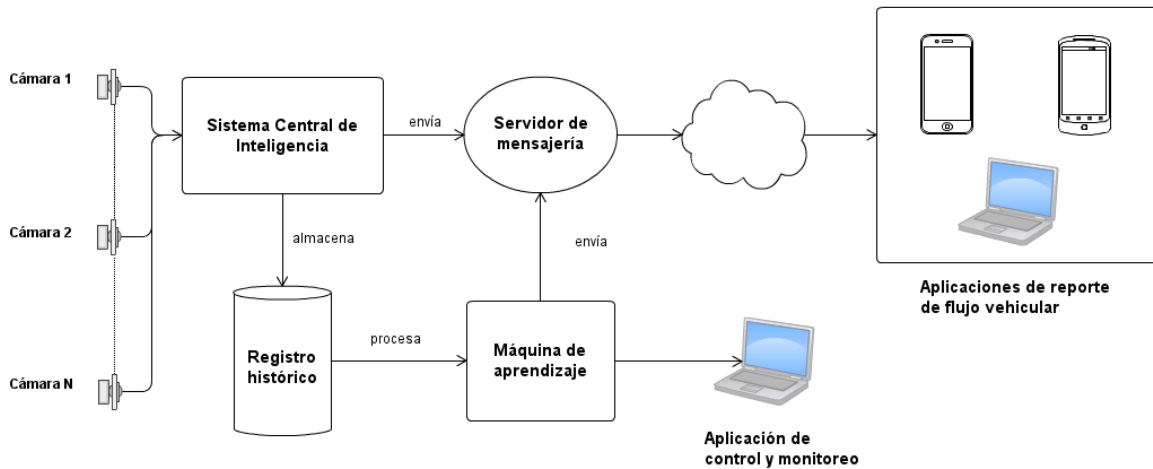 Cámara 1
Sistema Central de
Inteligencia
envía
Servidor de
mensajería
Cámara 2
almacena
envía
Aplicaciones de reporte
de flujo vehicular
Registro
histórico
procesa
Máquina de
aprendizaje
Cámara N
Aplicación de
control y monitoreo